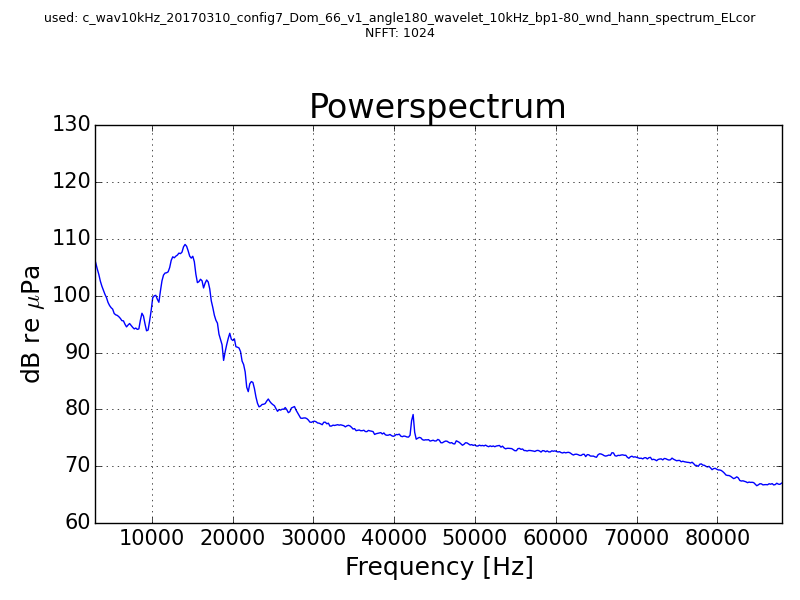 used: c_wav10kHz_20170310_config7_Dom_66_v1_angle180_wavelet_10kHz_bp1-80_wnd_hann_spectrum_ELcor
NFFT: 1024
Powerspectrum
130
120
110
100
90
80
70
60
dB re μPa
10000 20000 30000 40000 50000 60000 70000 80000
Frequency [Hz]